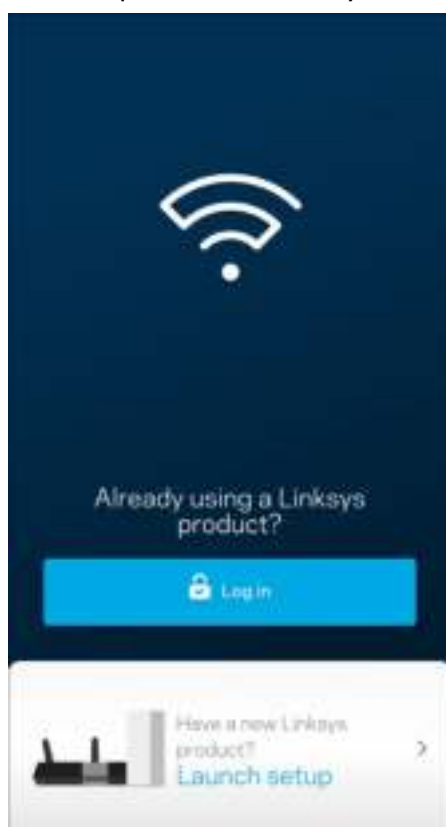 Already using a Linksys
product?
Log in
Have a new Linksys
product?
Launch setup